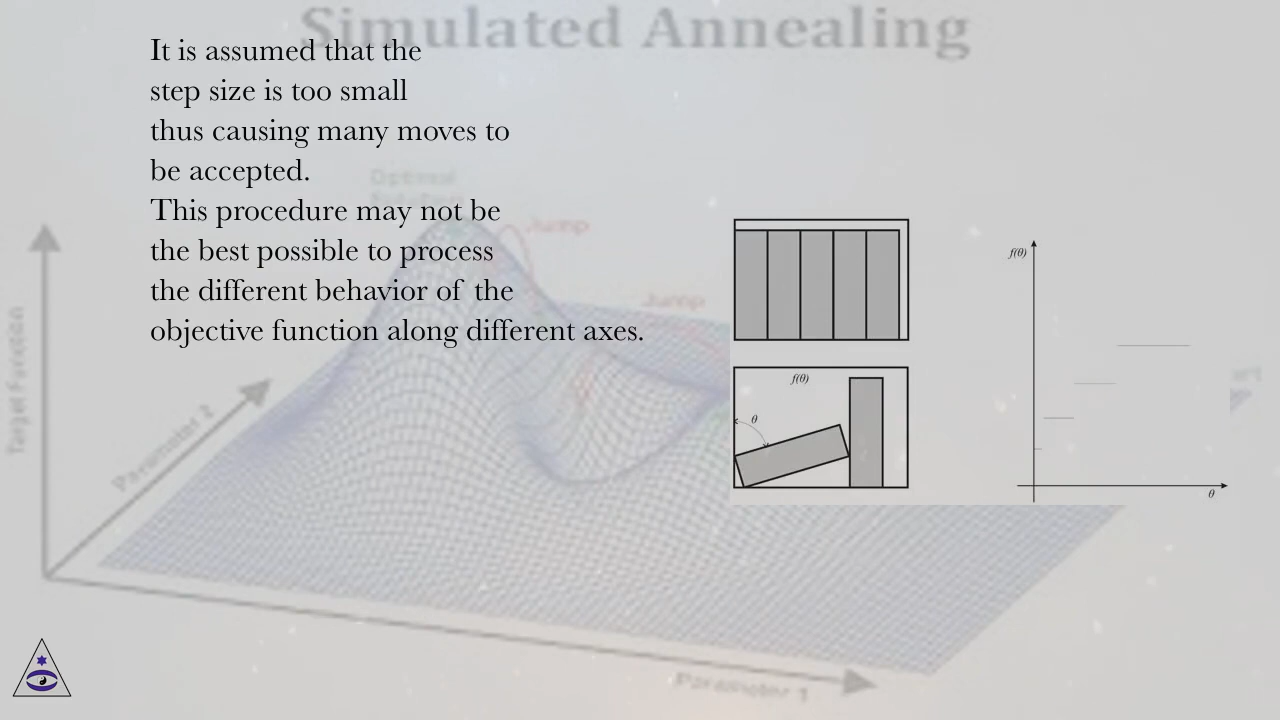 Simulated Annealing
It is assumed that the
step size is too small
thus causing many moves to
be accepted.
This procedure may not be
the best possible to process
the different behavior of the
objective function along different axes.
Optimal
Jump
Jump
Parameter 2
Parameter 1
f(θ)
θ
f(θ)
θ